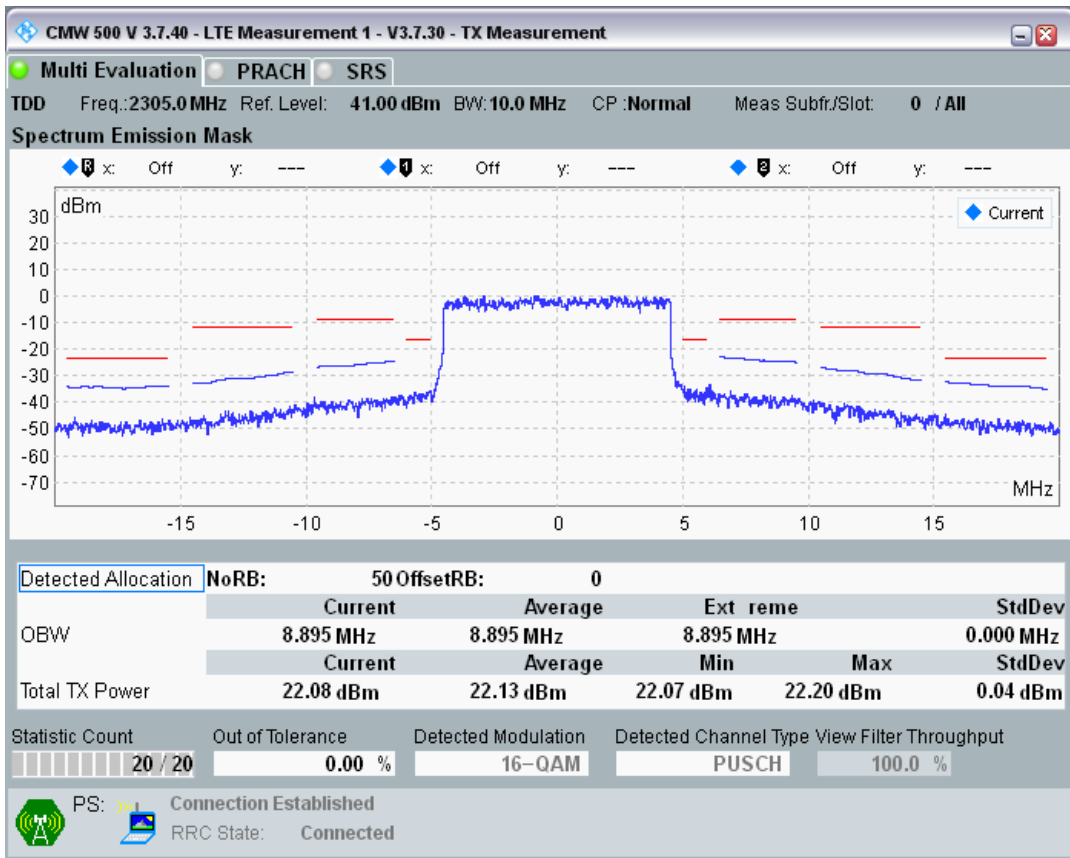 CMW 500 V 3.7.40 - LTE Measurement 1 - V3.7.30 - TX Measurement
Multi Evaluation PRACH SRS
TDD Freq.:2305.0 MHz Ref. Level: 41.00 dBm BW:10.0 MHz CP :Normal Meas Subfr./Slot: 0 / All
Spectrum Emission Mask
R x: Off y: --- 1 x: Off y: --- 2 x: Off y: ---
dBm
Current
30
20
10
0
-10
-20
-30
-40
-50
-60
-70
MHz
-15 -10 -5 0 5 10 15
Detected Allocation NoRB: 50 OffsetRB: 0
Current Average Ext reme StdDev
OBW 8.895 MHz 8.895 MHz 8.895 MHz 0.000 MHz
Current Average Min Max StdDev
Total TX Power 22.08 dBm 22.13 dBm 22.07 dBm 22.20 dBm 0.04 dBm
Statistic Count Out of Tolerance Detected Modulation Detected Channel Type View Filter Throughput
20 / 20 0.00 % 16-QAM PUSCH 100.0 %
PS: Connection Established
RRC State: Connected